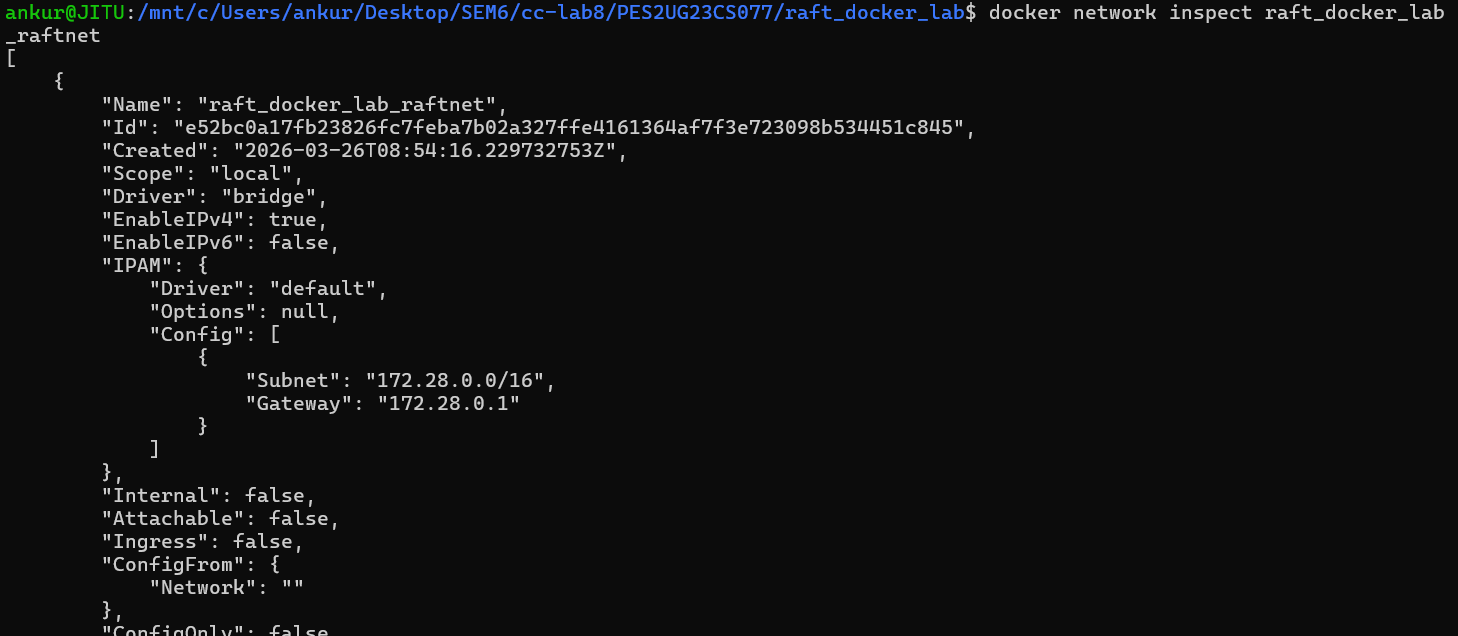 ankur@JITU:/mnt/c/Users/ankur/Desktop/SEM6/cc-lab8/PES2UG23CS077/raft_docker_lab$ docker network inspect raft_docker_lab
_raftnet
[
    {
        "Name": "raft_docker_lab_raftnet",
        "Id": "e52bc0a17fb23826fc7feba7b02a327ffe4161364af7f3e723098b534451c845",
        "Created": "2026-03-26T08:54:16.229732753Z",
        "Scope": "local",
        "Driver": "bridge",
        "EnableIPv4": true,
        "EnableIPv6": false,
        "IPAM": {
            "Driver": "default",
            "Options": null,
            "Config": [
                {
                    "Subnet": "172.28.0.0/16",
                    "Gateway": "172.28.0.1"
                }
            ]
        },
        "Internal": false,
        "Attachable": false,
        "Ingress": false,
        "ConfigFrom": {
            "Network": ""
        },
        "ConfigOnly": false